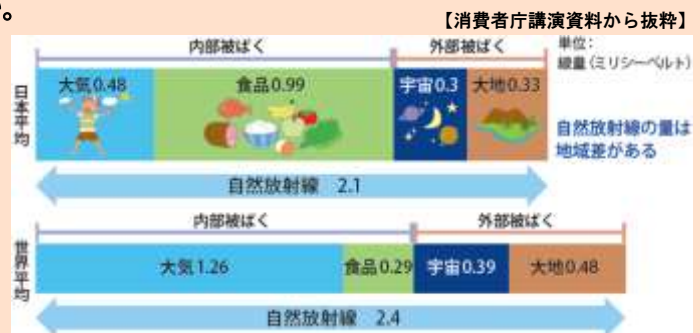 。
【消費者庁講演資料から抜粋】
内部被ばく 外部被ばく 単位:
線量(ミリシーベルト)
日本平均
大気0.48 食品0.99 宇宙0.3 大地0.33
自然放射線の量は
地域差がある
自然放射線 2.1
内部被ばく 外部被ばく
世界平均
大気1.26 食品0.29 宇宙0.39 大地0.48
自然放射線 2.4